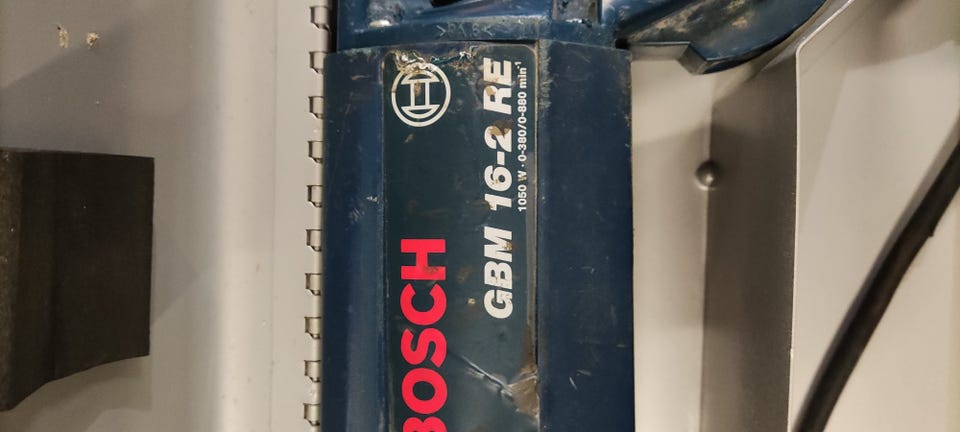 BOSCH
GBM 16-2 RE
1050 W · 0-380/0-880 min⁻¹